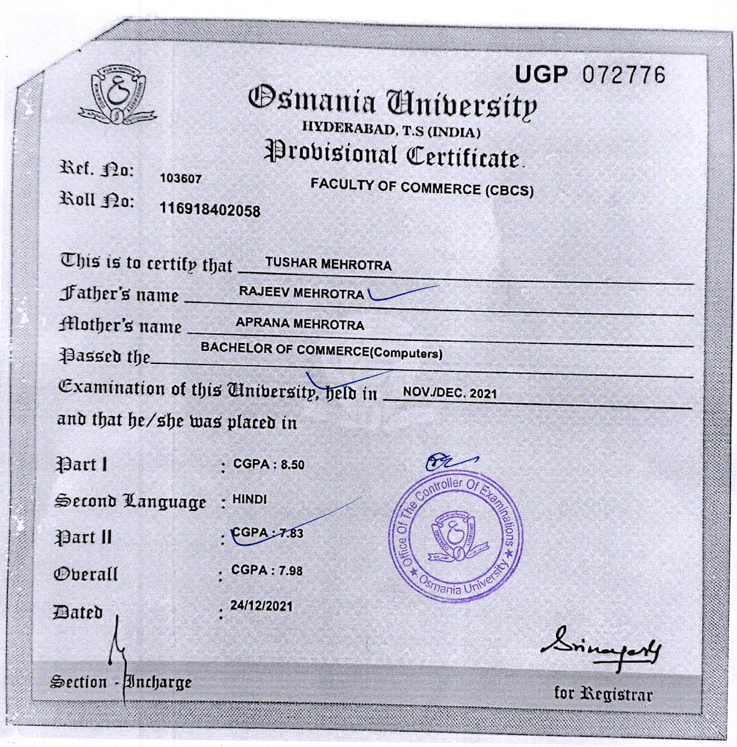 UGP 072776
Osmania University
HYDERABAD, T.S (INDIA)
Provisional Certificate.
Ref. No: 103607
FACULTY OF COMMERCE (CBCS)
Roll No: 116918402058
This is to certify that TUSHAR MEHROTRA
Father's name RAJEEV MEHROTRA
Mother's name APRANA MEHROTRA
Passed the BACHELOR OF COMMERCE(Computers)
Examination of this University, held in NOV./DEC. 2021
and that he/she was placed in
Part I : CGPA : 8.50
Second Language : HINDI
Part II : CGPA : 7.83
Overall : CGPA : 7.98
Dated : 24/12/2021
Office Of The Controller Of Examinations
Osmania University
Section - Incharge
for Registrar